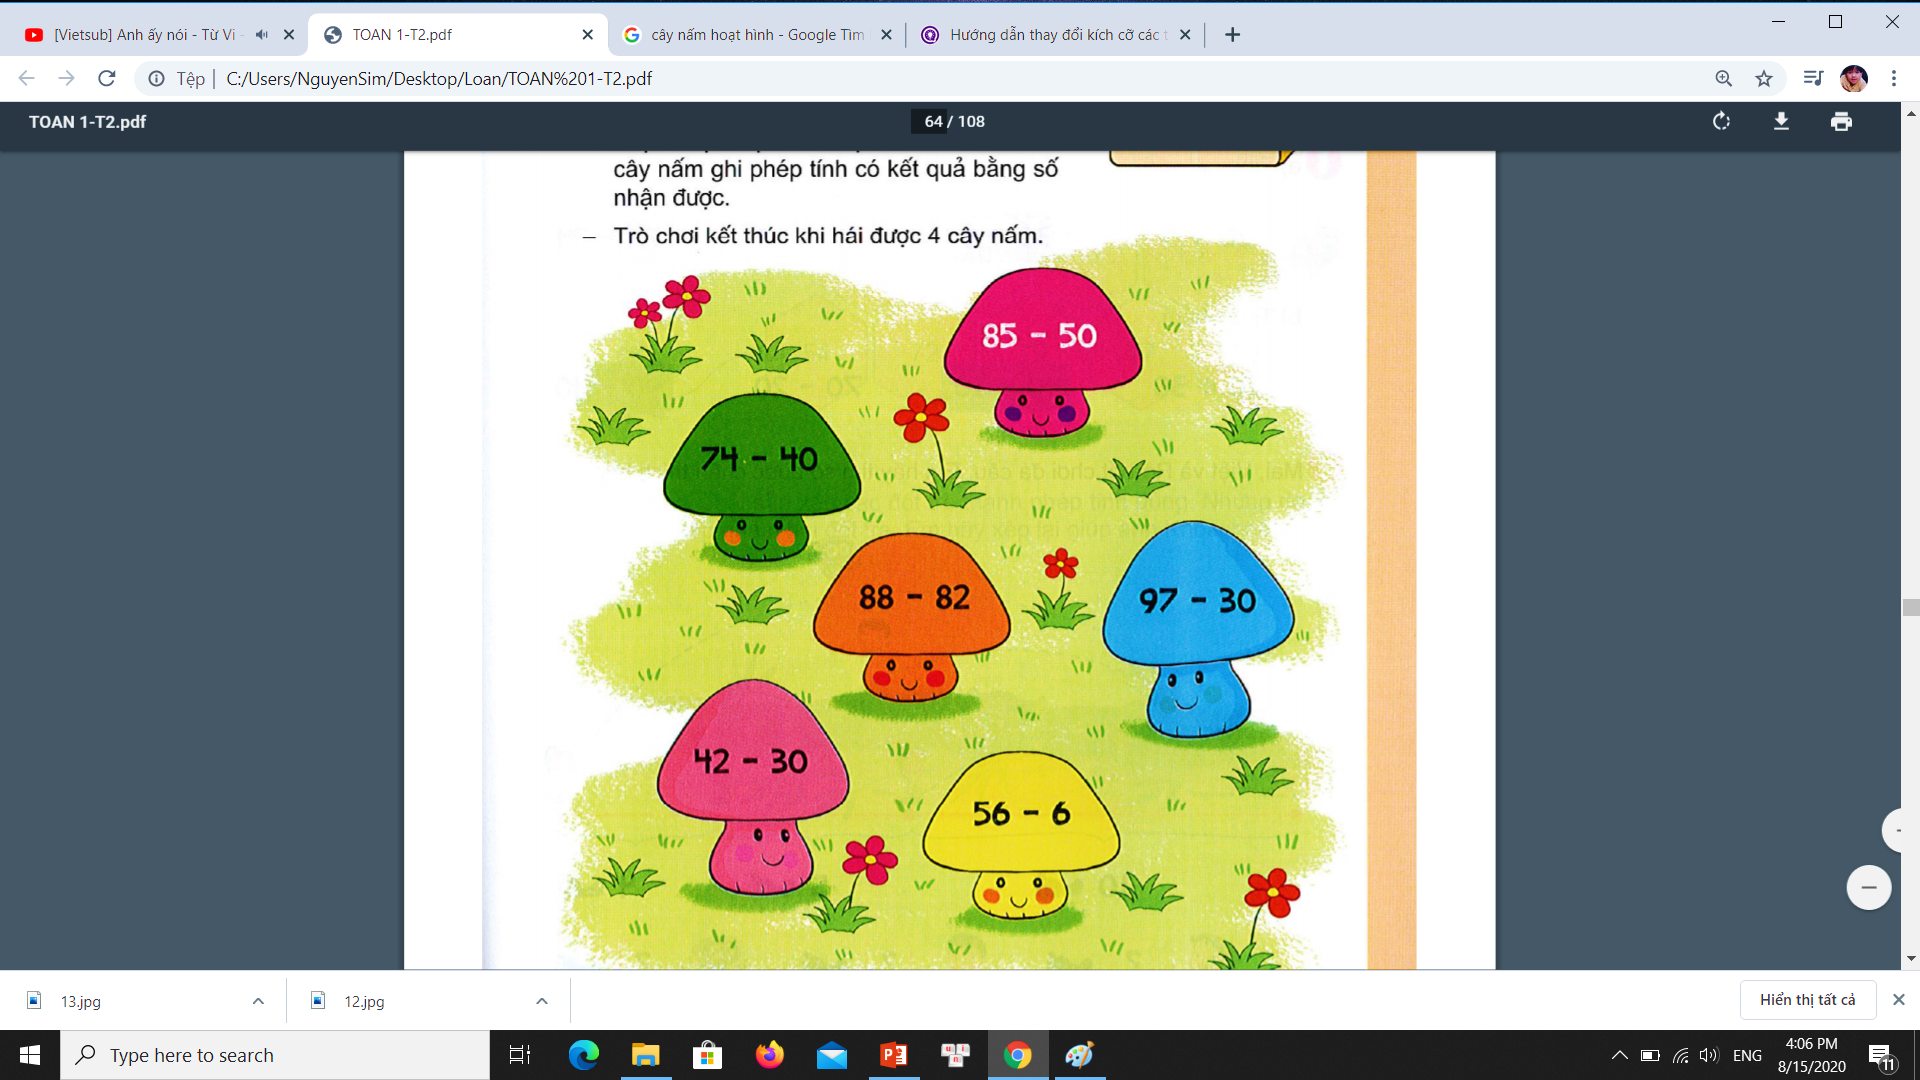 [Vietsub] Anh ấy nói - Từ Vi -
TOAN 1-T2.pdf
cây nấm hoạt hình - Google Tìm
Hướng dẫn thay đổi kích cỡ các t
Tệp
C:/Users/NguyenSim/Desktop/Loan/TOAN%201-T2.pdf
TOAN 1-T2.pdf
64 / 108
cây nấm ghi phép tính có kết quả bằng số
nhận được.
– Trò chơi kết thúc khi hái được 4 cây nấm.
85 - 50
74 - 40
88 - 82
97 - 30
42 - 30
56 - 6
13.jpg
12.jpg
Hiển thị tất cả
Type here to search
ENG
4:06 PM
8/15/2020
11